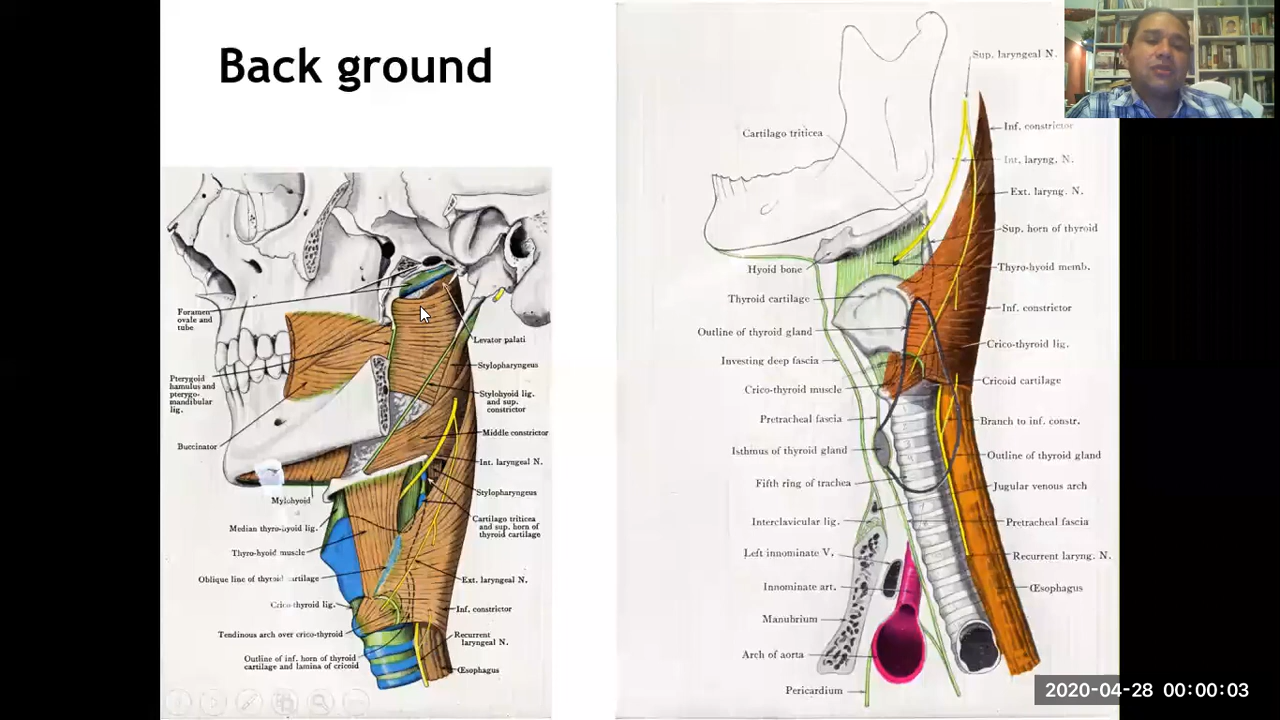 Back ground
Foramen
ovale and
tube
Pterygoid
hamulus and
pterygo-
mandibular
lig.
Buccinator
Mylohyoid
Median thyro-hyoid lig.
Thyro-hyoid muscle
Oblique line of thyroid cartilage
Crico-thyroid lig.
Tendinous arch over crico-thyroid
Outline of inf. horn of thyroid
cartilage and lamina of cricoid
Levator palati
Stylopharyngeus
Stylohyoid lig.
and sup.
constrictor
Middle constrictor
Int. laryngeal N.
Stylopharyngeus
Cartilago triticea
and sup. horn of
thyroid cartilage
Ext. laryngeal N.
Inf. constrictor
Recurrent
laryngeal N.
Œsophagus
Cartilago triticea
Hyoid bone
Thyroid cartilage
Outline of thyroid gland
Investing deep fascia
Crico-thyroid muscle
Pretracheal fascia
Isthmus of thyroid gland
Fifth ring of trachea
Interclavicular lig.
Left innominate V.
Innominate art.
Manubrium
Arch of aorta
Pericardium
Sup. laryngeal N.
Inf. constrictor
Int. laryng. N.
Ext. laryng. N.
Sup. horn of thyroid
Thyro-hyoid memb.
Inf. constrictor
Crico-thyroid lig.
Cricoid cartilage
Branch to inf. constr.
Outline of thyroid gland
Jugular venous arch
Pretracheal fascia
Recurrent laryng. N.
Œsophagus
2020-04-28 00:00:03